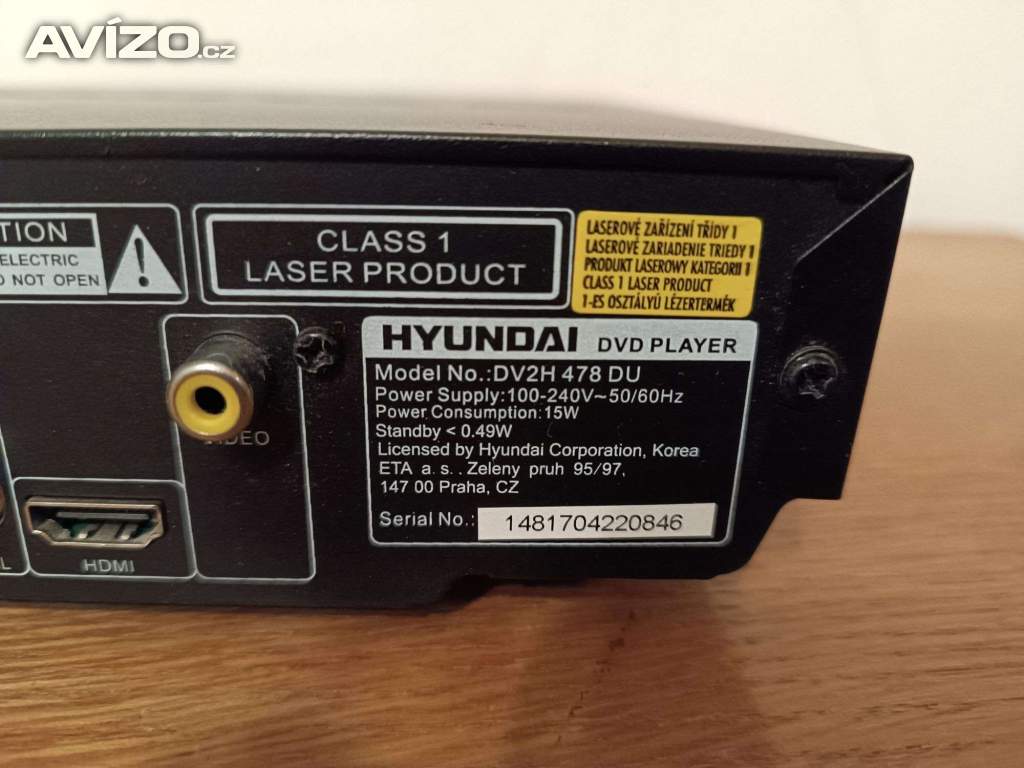 AVÍZO.cz
TION
ELECTRIC
NOT OPEN
CLASS 1
LASER PRODUCT
LASEROVÉ ZAŘÍZENÍ TŘÍDY 1
LASEROVÉ ZARIADENIE TRIEDY 1
PRODUKT LASEROWY KATEGORII 1
CLASS 1 LASER PRODUCT
1-ES OSZTÁLYÚ LÉZERTERMÉK
HYUNDAI DVD PLAYER
Model No.:DV2H 478 DU
Power Supply:100-240V~50/60Hz
Power Consumption:15W
Standby < 0.49W
Licensed by Hyundai Corporation, Korea
ETA a.s.. Zeleny pruh 95/97,
147 00 Praha, CZ
Serial No.: 1481704220846
VIDEO
HDMI